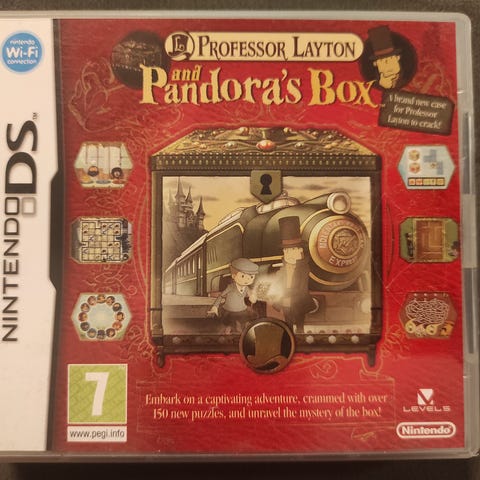 nintendo
Wi-Fi
connection
NINTENDO DS™
PROFESSOR LAYTON
and
Pandora's Box™
A brand new case
for Professor
Layton to crack!
EXPRESS
Embark on a captivating adventure, crammed with over
150 new puzzles, and unravel the mystery of the box!
7
www.pegi.info
LEVEL5
Nintendo